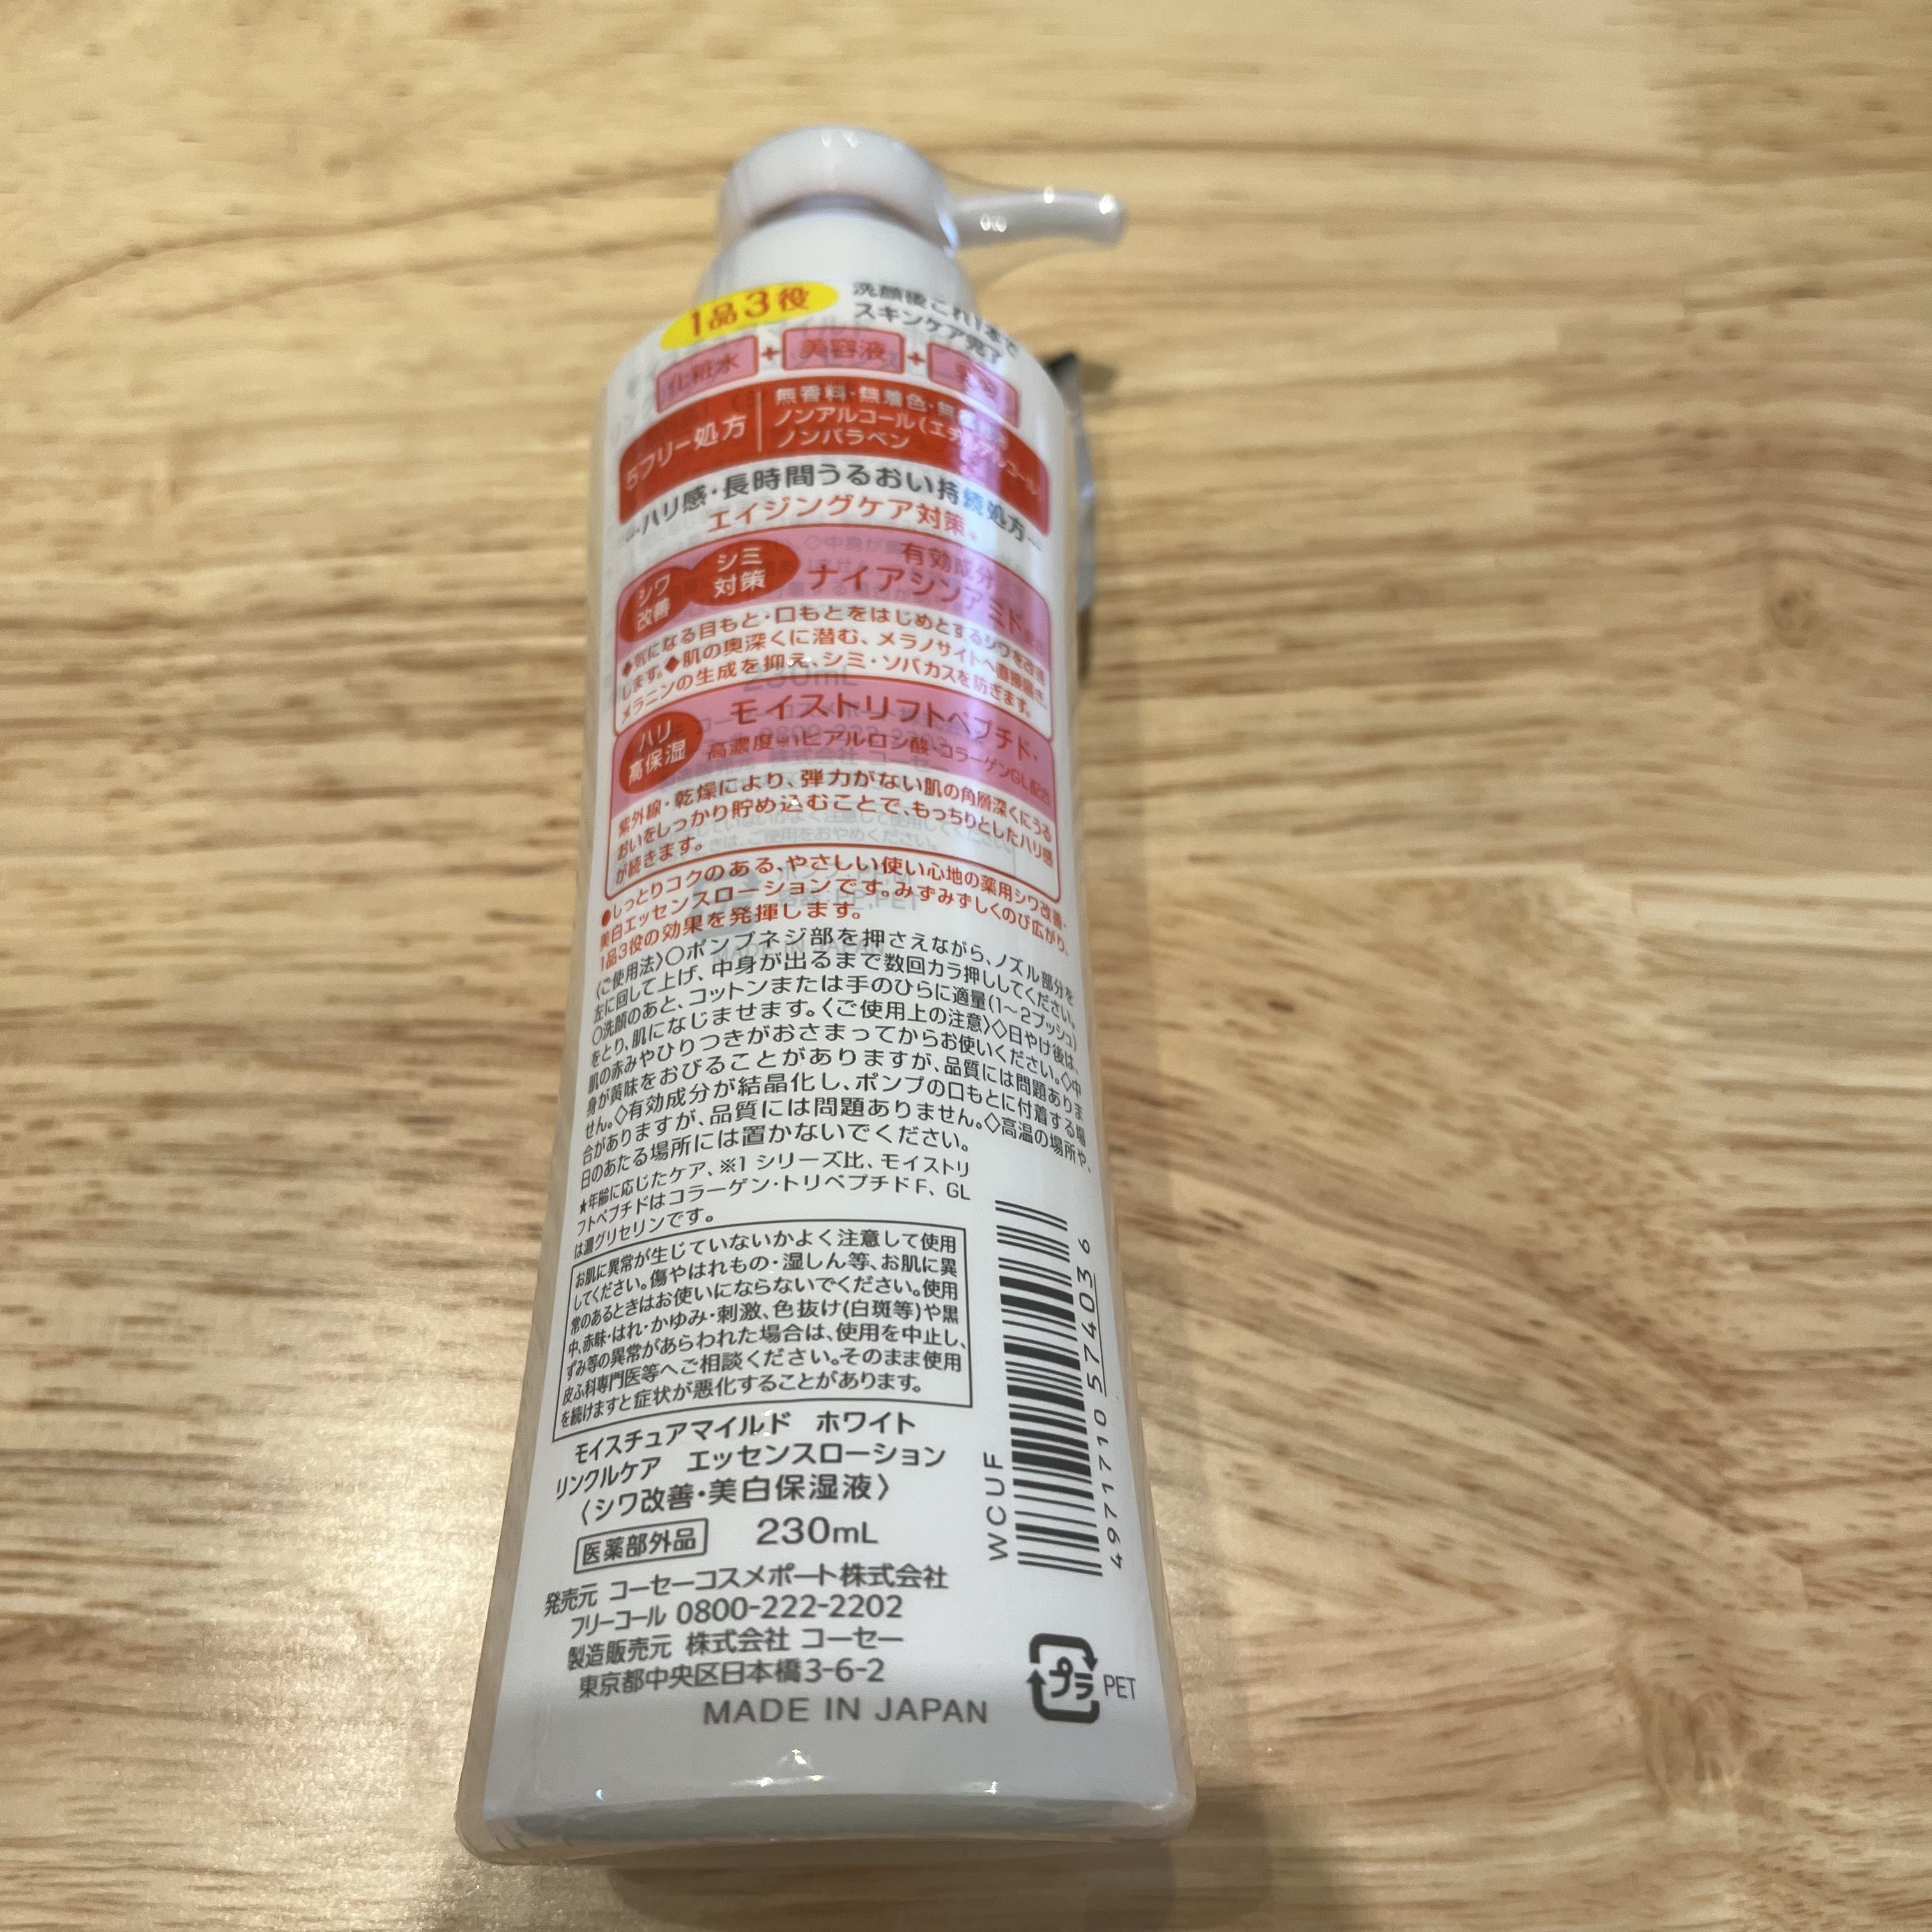 1品3役
洗顔後これ1本で
スキンケア完了
化粧水 + 美容液 +
5フリー処方
無香料・無着色・無
ノンアルコール(エチルアルコール)
ノンパラベン
ーハリ感・長時間うるおい持続処方ー
エイジングケア対策
シワ改善
シミ対策
有効成分
ナイアシンアミド配合
◆気になる目もと・口もとをはじめとするシワを改善
します。◆肌の奥深くに潜む、メラノサイトへ直接届き、
メラニンの生成を抑え、シミ・ソバカスを防ぎます。
ハリ
高保湿
モイストリフトペプチド・
高濃度※1ヒアルロン酸・コラーゲンGL配合
紫外線・乾燥により、弾力がない肌の角層深くにうる
おいをしっかり貯め込むことで、もっちりとしたハリ感
が続きます。
●しっとりコクのある、やさしい使い心地の薬用シワ改善・
美白エッセンスローションです。みずみずしくのび広がり、
1品3役の効果を発揮します。
〈ご使用法〉○ポンプネジ部を押さえながら、ノズル部分を
左に回して上げ、中身が出るまで数回カラ押ししてください。
○洗顔のあと、コットンまたは手のひらに適量(1〜2プッシュ)
をとり、肌になじませます。〈ご使用上の注意〉◇日やけ後は、
肌の赤みやひりつきがおさまってからお使いください。◇中
身が黄味をおびることがありますが、品質には問題ありま
せん。◇有効成分が結晶化し、ポンプの口もとに付着する場
合がありますが、品質には問題ありません。◇高温の場所や、
日のあたる場所には置かないでください。
★年齢に応じたケア、※1 シリーズ比、モイストリ
フトペプチドはコラーゲン・トリペプチドF、GL
は濃グリセリンです。
お肌に異常が生じていないかよく注意して使用
してください。傷やはれもの・湿しん等、お肌に異
常のあるときはお使いにならないでください。使用
中、赤味・はれ・かゆみ・刺激、色抜け(白斑等)や黒
ずみ等の異常があらわれた場合は、使用を中止し、
皮ふ科専門医等へご相談ください。そのまま使用
を続けますと症状が悪化することがあります。
モイスチュアマイルド ホワイト
リンクルケア エッセンスローション
〈シワ改善・美白保湿液〉
医薬部外品 230mL
発売元 コーセーコスメポート株式会社
フリーコール 0800-222-2202
製造販売元 株式会社 コーセー
東京都中央区日本橋3-6-2
MADE IN JAPAN
WCUF
4971710 574036
プラ PET